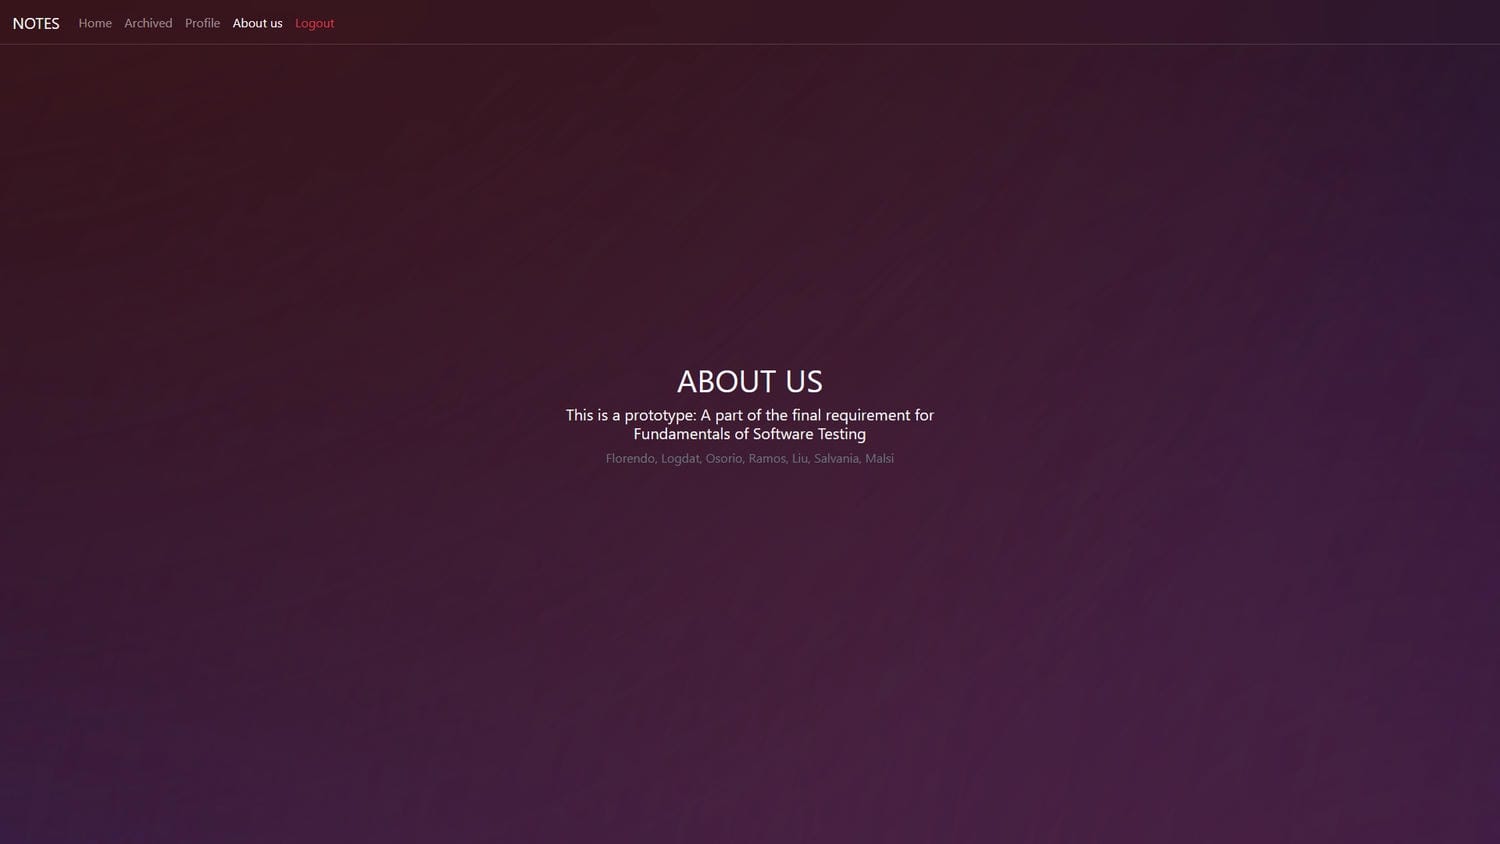 NOTES Home Archived Profile About us Logout
ABOUT US
This is a prototype: A part of the final requirement for
Fundamentals of Software Testing
Florendo, Logdat, Osorio, Ramos, Liu, Salvania, Malsi